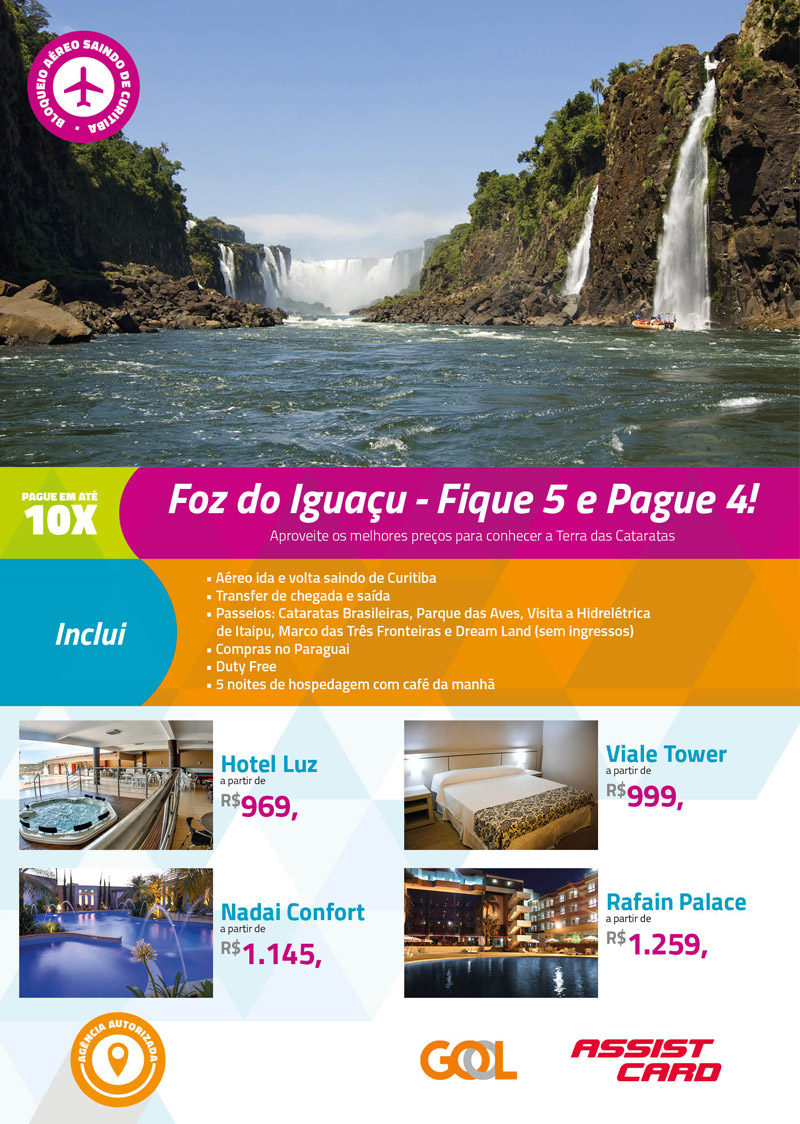 BLOQUEIO AÉREO SAINDO DE CURITIBA •
PAGUE EM ATÉ
10X
Foz do Iguaçu - Fique 5 e Pague 4!
Aproveite os melhores preços para conhecer a Terra das Cataratas
Inclui
• Aéreo ida e volta saindo de Curitiba
• Transfer de chegada e saída
• Passeios: Cataratas Brasileiras, Parque das Aves, Visita a Hidrelétrica
de Itaipu, Marco das Três Fronteiras e Dream Land (sem ingressos)
• Compras no Paraguai
• Duty Free
• 5 noites de hospedagem com café da manhã
Hotel Luz
a partir de
R$969,
Viale Tower
a partir de
R$999,
Nadai Confort
a partir de
R$1.145,
Rafain Palace
a partir de
R$1.259,
AGÊNCIA AUTORIZADA
GOL
ASSIST
CARD